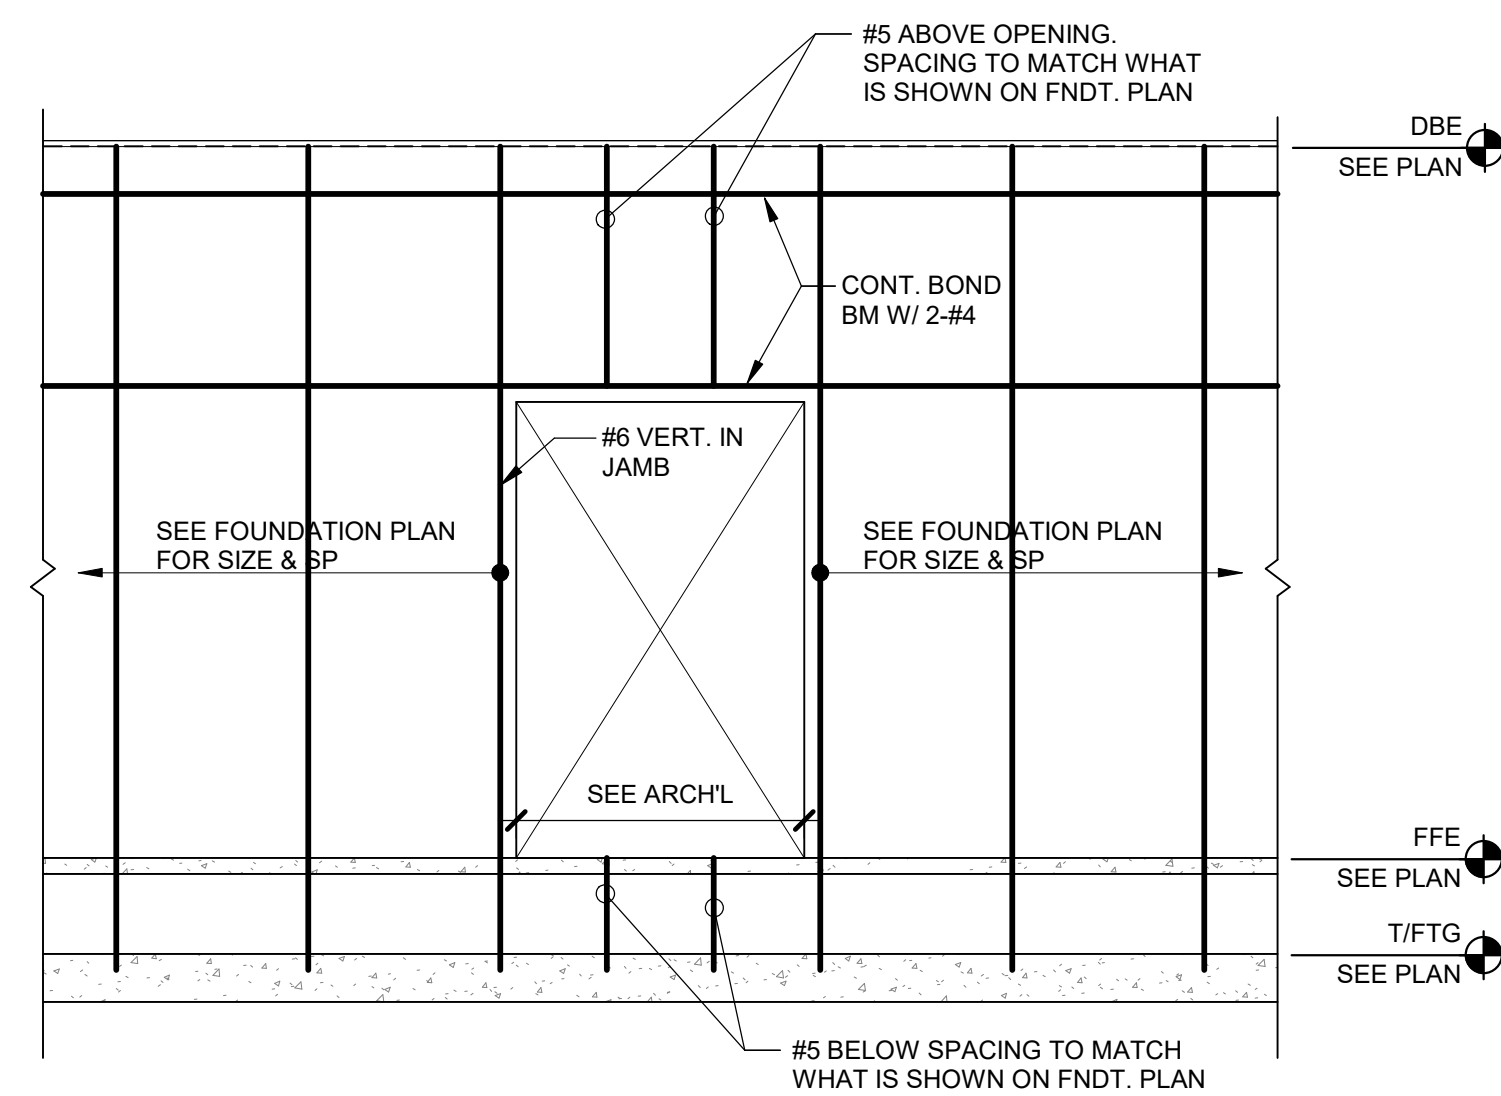 #5 ABOVE OPENING.
SPACING TO MATCH WHAT
IS SHOWN ON FNDT. PLAN
DBE
SEE PLAN
CONT. BOND
BM W/ 2-#4
#6 VERT. IN
JAMB
SEE FOUNDATION PLAN
FOR SIZE & SP
SEE FOUNDATION PLAN
FOR SIZE & SP
SEE ARCH'L
FFE
SEE PLAN
T/FTG
SEE PLAN
#5 BELOW SPACING TO MATCH
WHAT IS SHOWN ON FNDT. PLAN